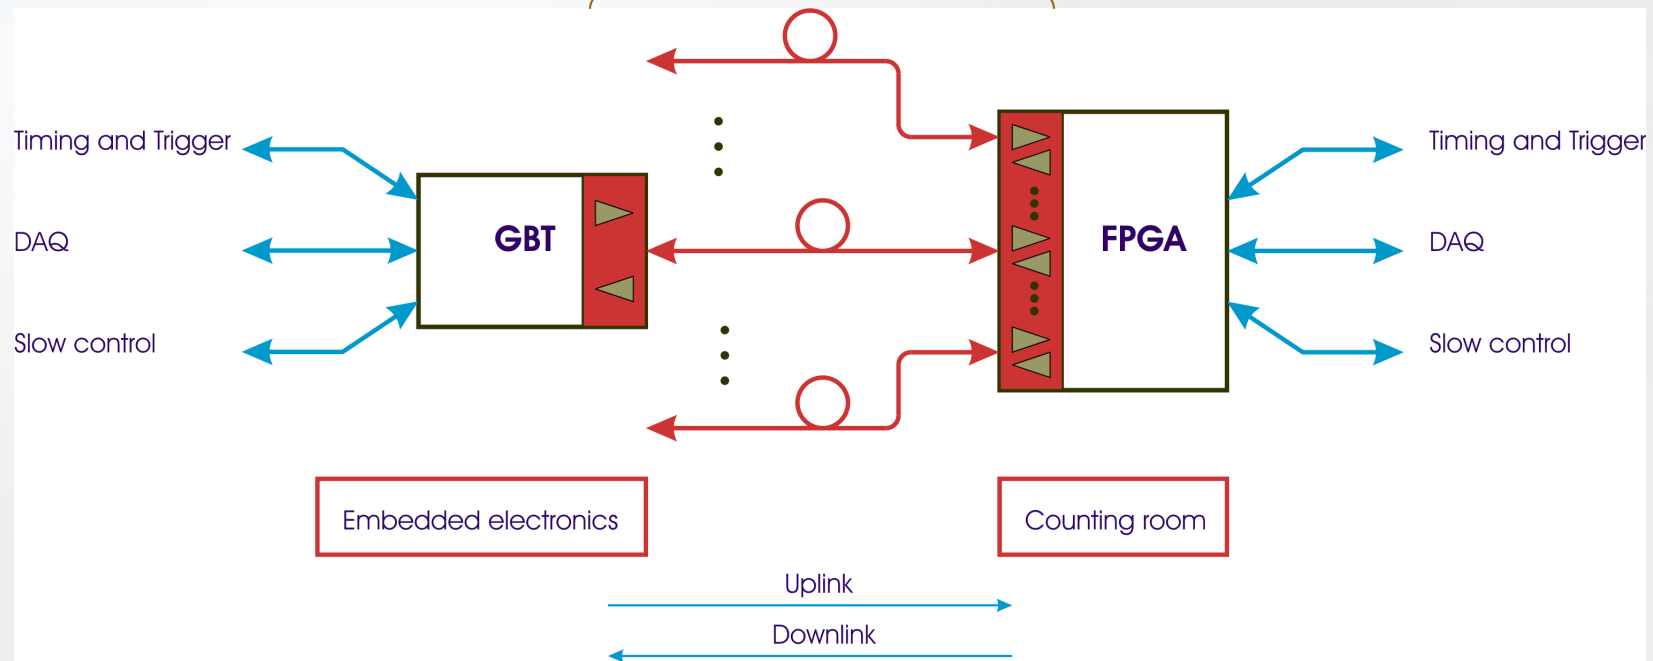 Timing and Trigger
DAQ
Slow control
GBT
FPGA
Timing and Trigger
DAQ
Slow control
Embedded electronics
Counting room
Uplink
Downlink